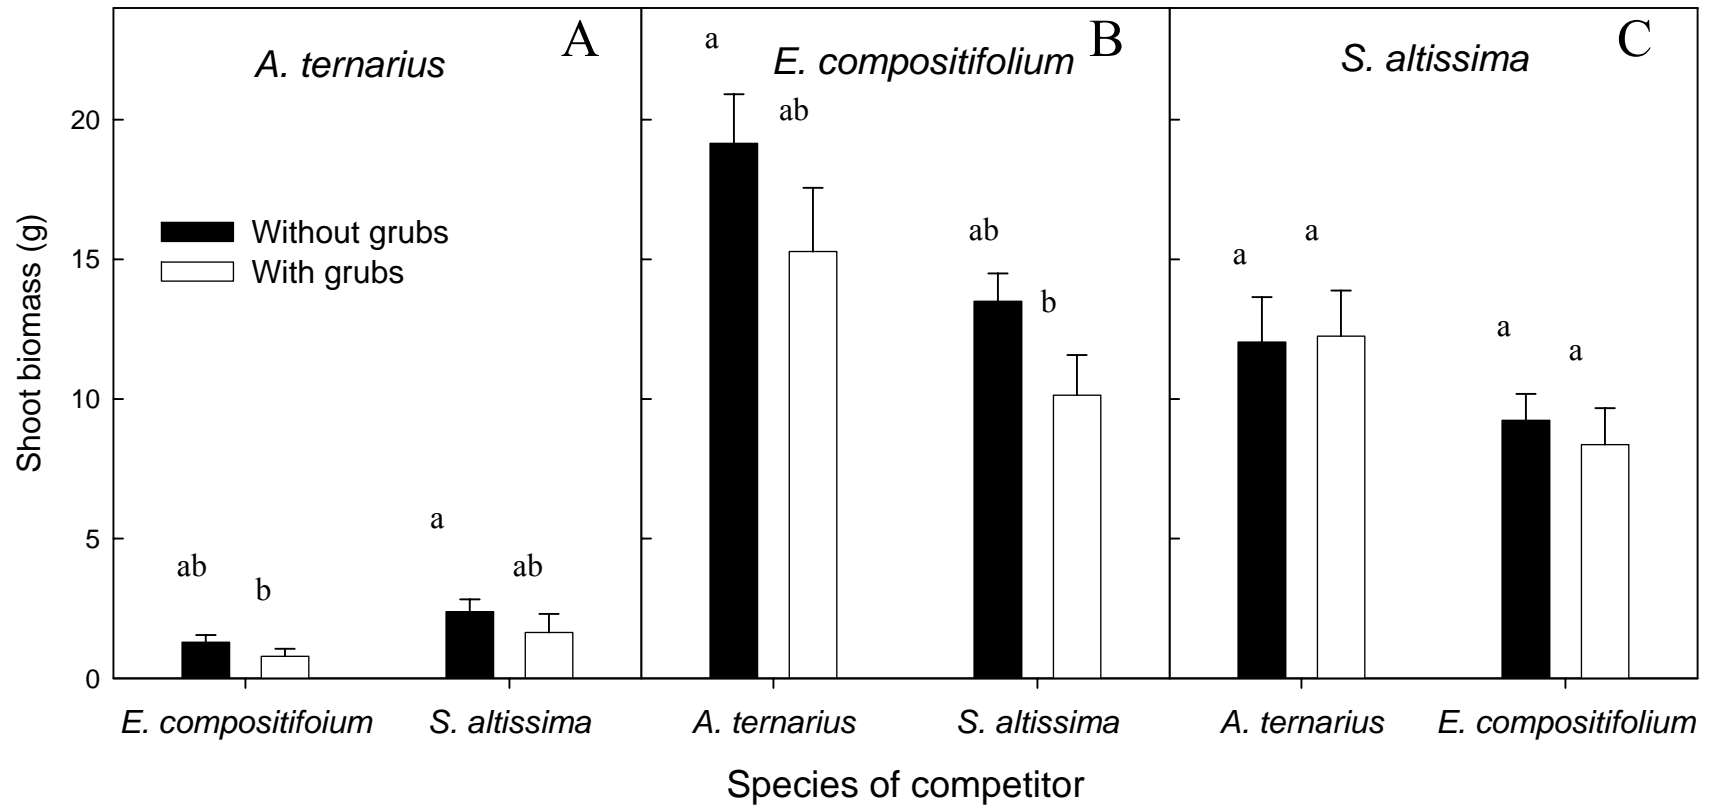 A. ternarius
A
E. compositifolium
B
S. altissima
C
Shoot biomass (g)
20
15
10
5
0
Without grubs
With grubs
ab
b
a
ab
a
ab
ab
b
a
a
a
a
E. compositifoium
S. altissima
A. ternarius
S. altissima
A. ternarius
E. compositifolium
Species of competitor